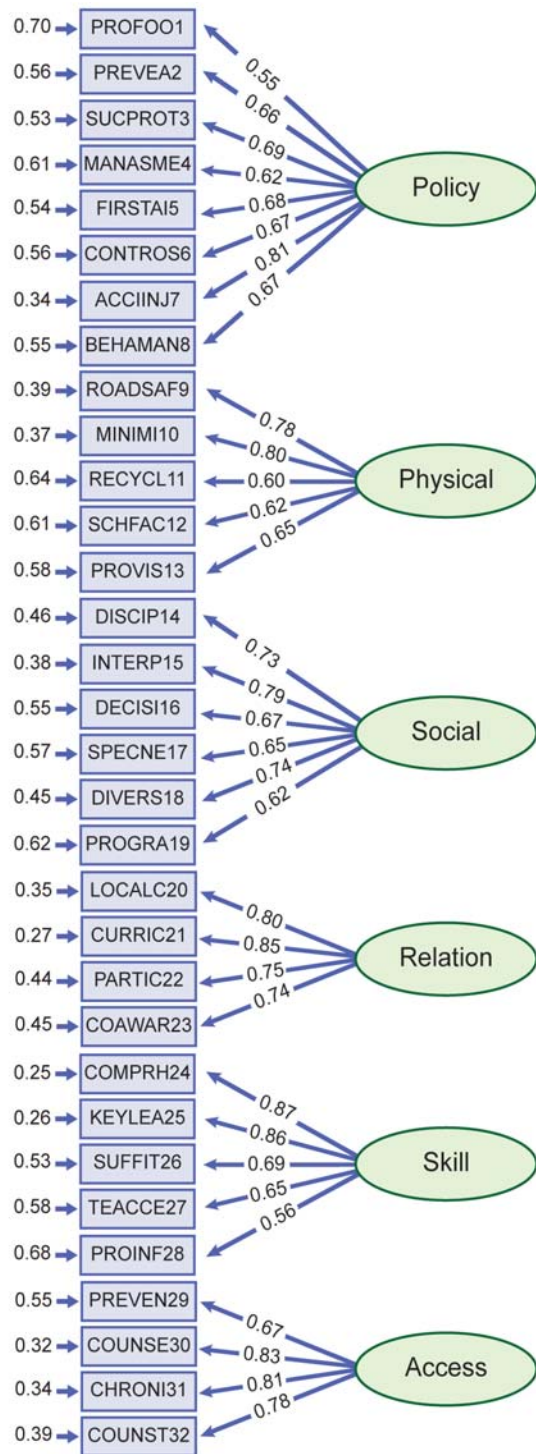 0.70 PROFOO1 0.55
0.56 PREVEA2 0.66
0.53 SUCPROT3 0.69
0.61 MANASME4 0.62 Policy
0.54 FIRSTAI5 0.68
0.56 CONTROS6 0.67
0.34 ACCIINJ7 0.81
0.55 BEHAMAN8 0.67
0.39 ROADSAF9 0.78
0.37 MINIMI10 0.80
0.64 RECYCL11 0.60 Physical
0.61 SCHFAC12 0.62
0.58 PROVIS13 0.65
0.46 DISCIP14 0.73
0.38 INTERP15 0.79
0.55 DECISI16 0.67 Social
0.57 SPECNE17 0.65
0.45 DIVERS18 0.74
0.62 PROGRA19 0.62
0.35 LOCALC20 0.80
0.27 CURRIC21 0.85 Relation
0.44 PARTIC22 0.75
0.45 COAWAR23 0.74
0.25 COMPRH24 0.87
0.26 KEYLEA25 0.86
0.53 SUFFIT26 0.69 Skill
0.58 TEACCE27 0.65
0.68 PROINF28 0.56
0.55 PREVEN29 0.67
0.32 COUNSE30 0.83 Access
0.34 CHRONI31 0.81
0.39 COUNST32 0.78